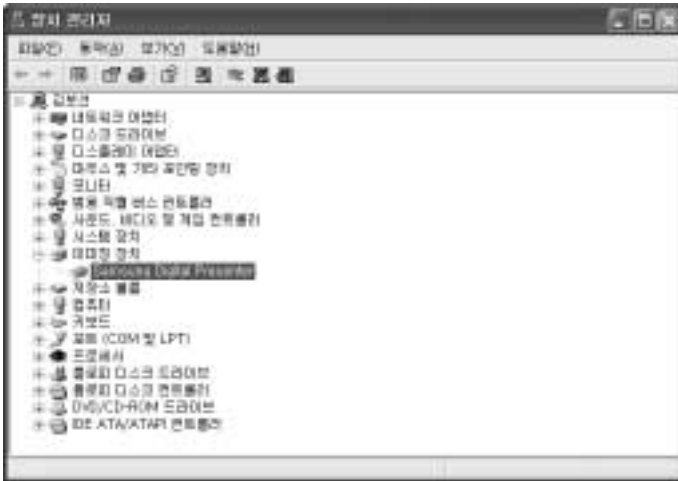 장치 관리자
파일(F) 동작(A) 보기(V) 도움말(H)
네트워크 어댑터
디스크 드라이브
디스플레이 어댑터
마우스 및 기타 포인팅 장치
모니터
범용 직렬 버스 컨트롤러
사운드, 비디오 및 게임 컨트롤러
시스템 장치
이미징 장치
Samsung Digital Presenter
저장소 볼륨
컴퓨터
키보드
포트 (COM 및 LPT)
프로세서
플로피 디스크 드라이브
플로피 디스크 컨트롤러
DVD/CD-ROM 드라이브
IDE ATA/ATAPI 컨트롤러